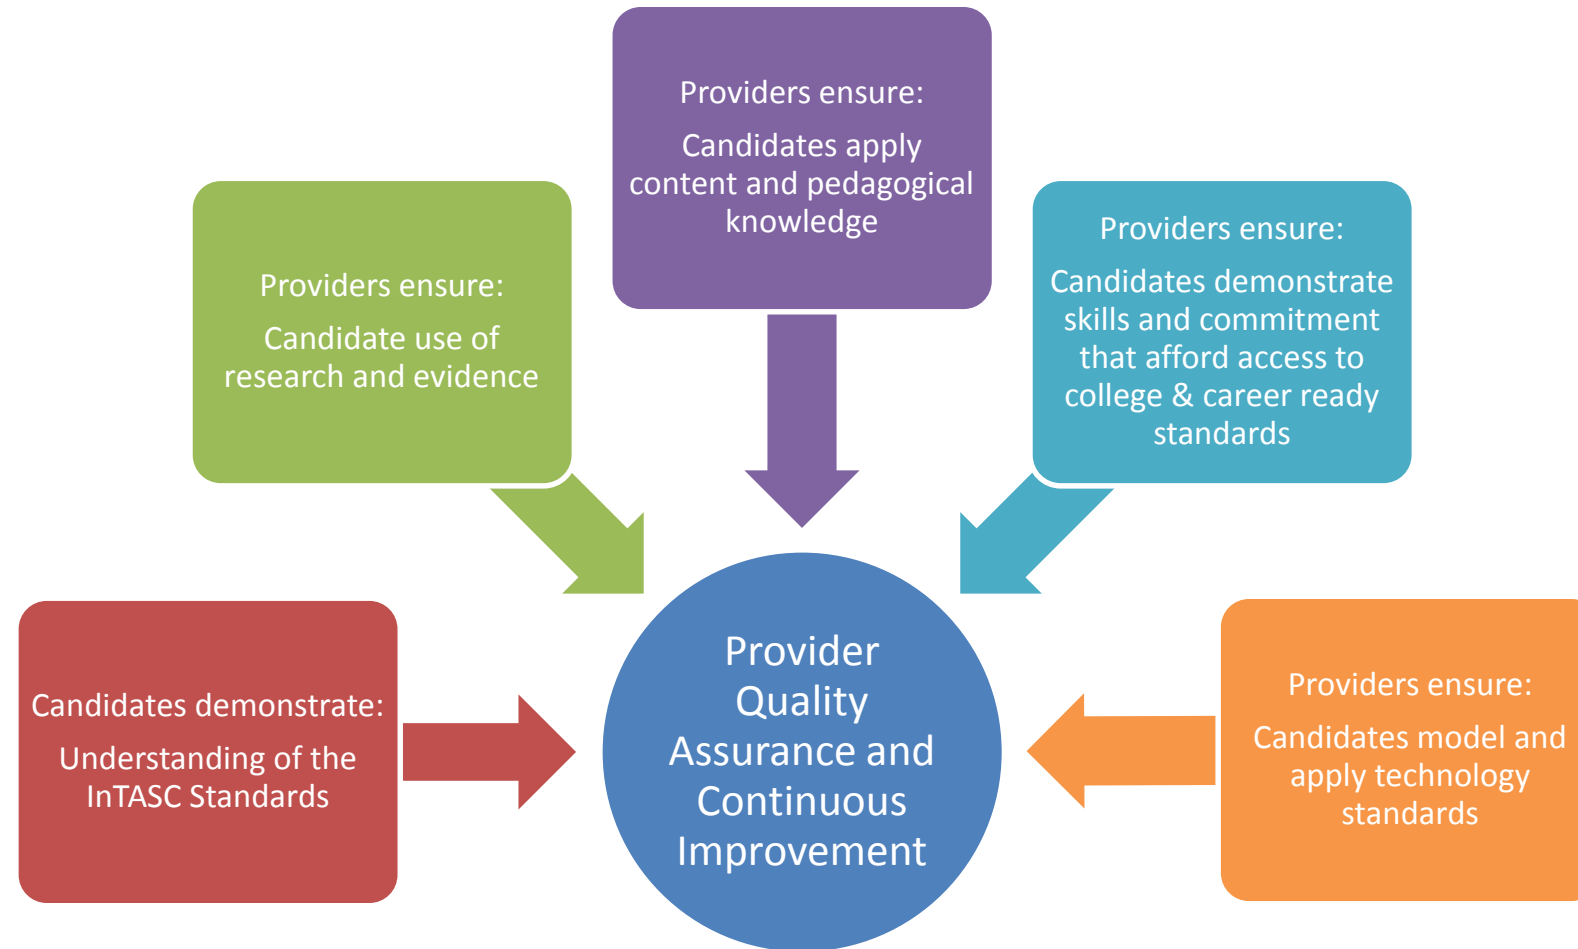 Providers ensure:
Candidates apply
content and pedagogical
knowledge
Providers ensure:
Candidate use of
research and evidence
Providers ensure:
Candidates demonstrate
skills and commitment
that afford access to
college & career ready
standards
Candidates demonstrate:
Understanding of the
InTASC Standards
Provider
Quality
Assurance and
Continuous
Improvement
Providers ensure:
Candidates model and
apply technology
standards